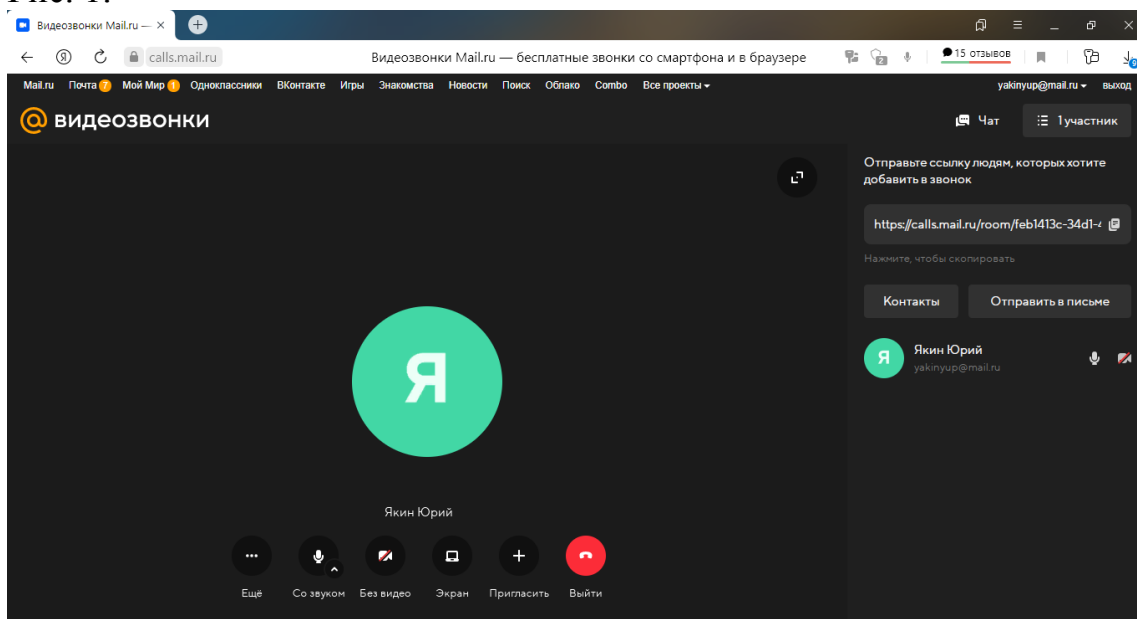 Видеозвонки Mail.ru —
calls.mail.ru
Видеозвонки Mail.ru — бесплатные звонки со смартфона и в браузере
2
15 отзывов
9
Mail.ru Почта 7 Мой Мир 1 Одноклассники ВКонтакте Игры Знакомства Новости Поиск Облако Combo Все проекты
yakinyup@mail.ru выход
@ ВИДЕОЗВОНКИ
Чат
1 участник
Отправьте ссылку людям, которых хотите
добавить в звонок
https://calls.mail.ru/room/feb1413c-34d1-
Нажмите, чтобы скопировать
Контакты
Отправить в письме
Я
Якин Юрий
yakinyup@mail.ru
Я
Якин Юрий
Ещё Со звуком Без видео Экран Пригласить Выйти